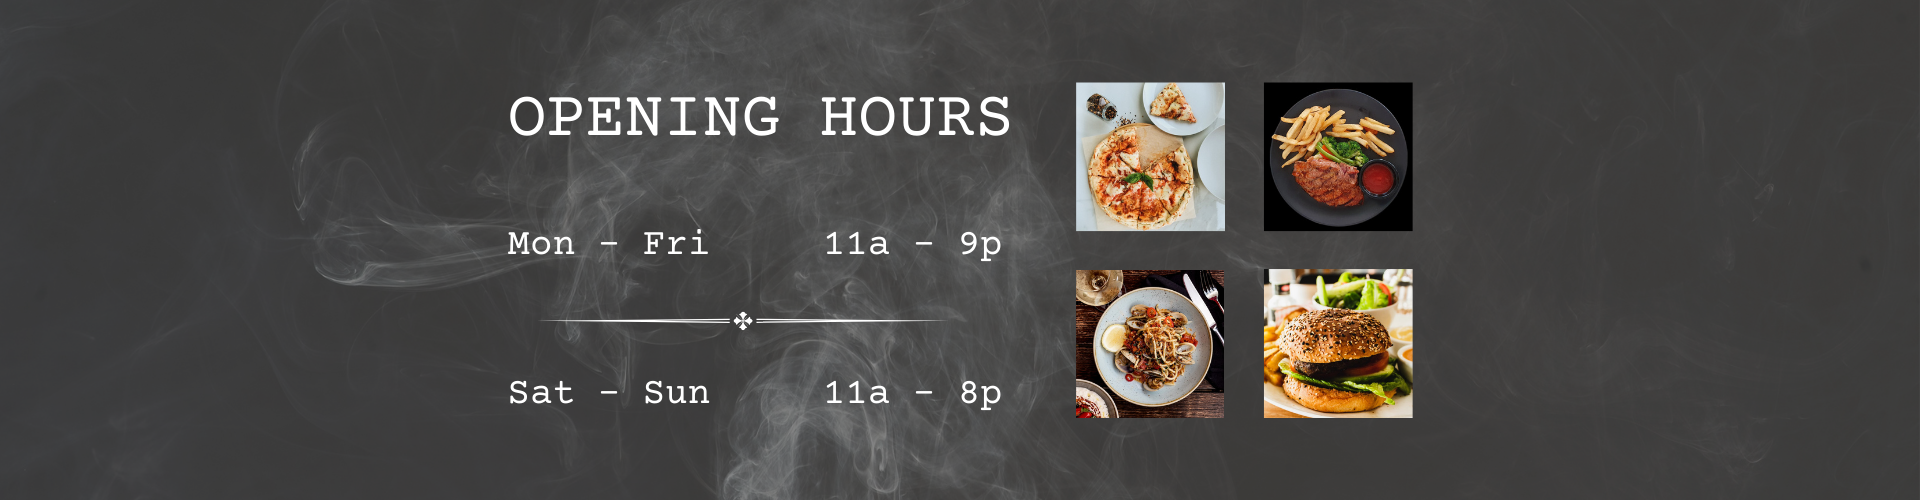 OPENING HOURS
Mon - Fri 11a - 9p
Sat - Sun 11a - 8p